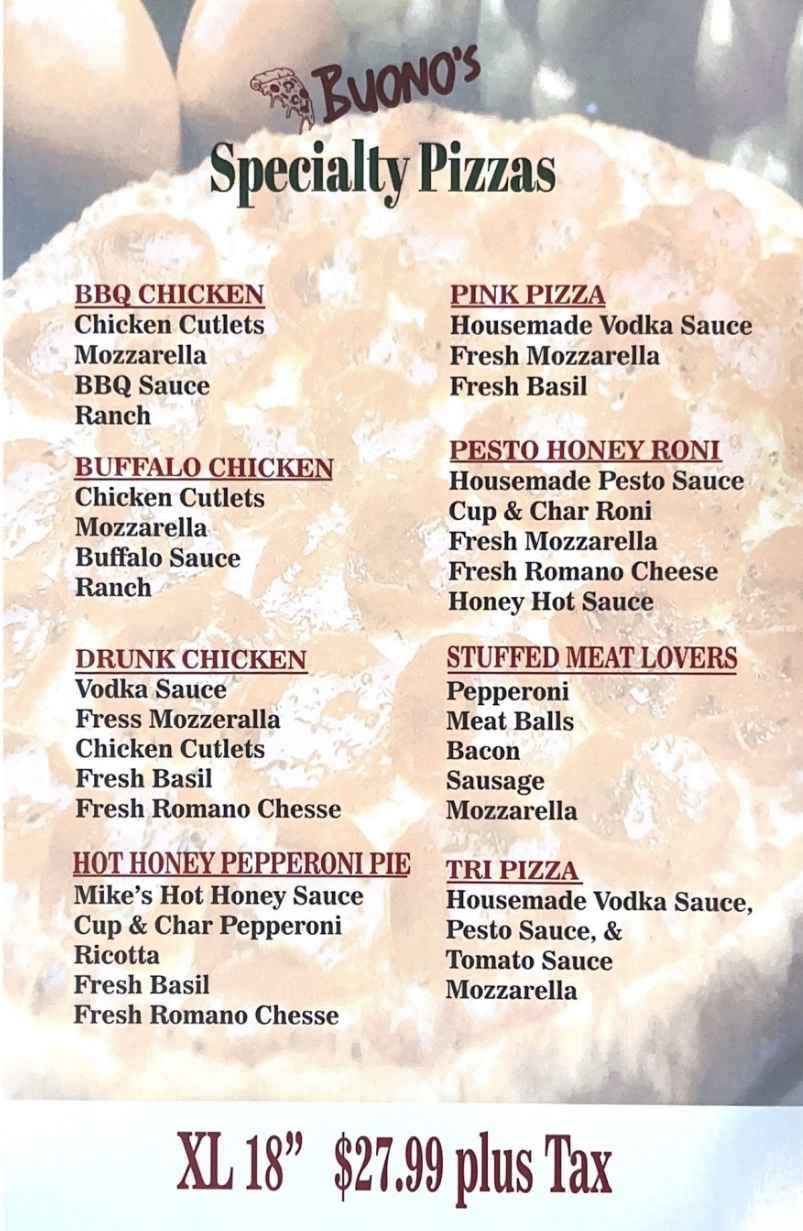 BUONO'S
Specialty Pizzas
BBQ CHICKEN
Chicken Cutlets
Mozzarella
BBQ Sauce
Ranch
BUFFALO CHICKEN
Chicken Cutlets
Mozzarella
Buffalo Sauce
Ranch
DRUNK CHICKEN
Vodka Sauce
Fress Mozzeralla
Chicken Cutlets
Fresh Basil
Fresh Romano Chesse
HOT HONEY PEPPERONI PIE
Mike's Hot Honey Sauce
Cup & Char Pepperoni
Ricotta
Fresh Basil
Fresh Romano Chesse
PINK PIZZA
Housemade Vodka Sauce
Fresh Mozzarella
Fresh Basil
PESTO HONEY RONI
Housemade Pesto Sauce
Cup & Char Roni
Fresh Mozzarella
Fresh Romano Cheese
Honey Hot Sauce
STUFFED MEAT LOVERS
Pepperoni
Meat Balls
Bacon
Sausage
Mozzarella
TRI PIZZA
Housemade Vodka Sauce,
Pesto Sauce, &
Tomato Sauce
Mozzarella
XL 18” $27.99 plus Tax